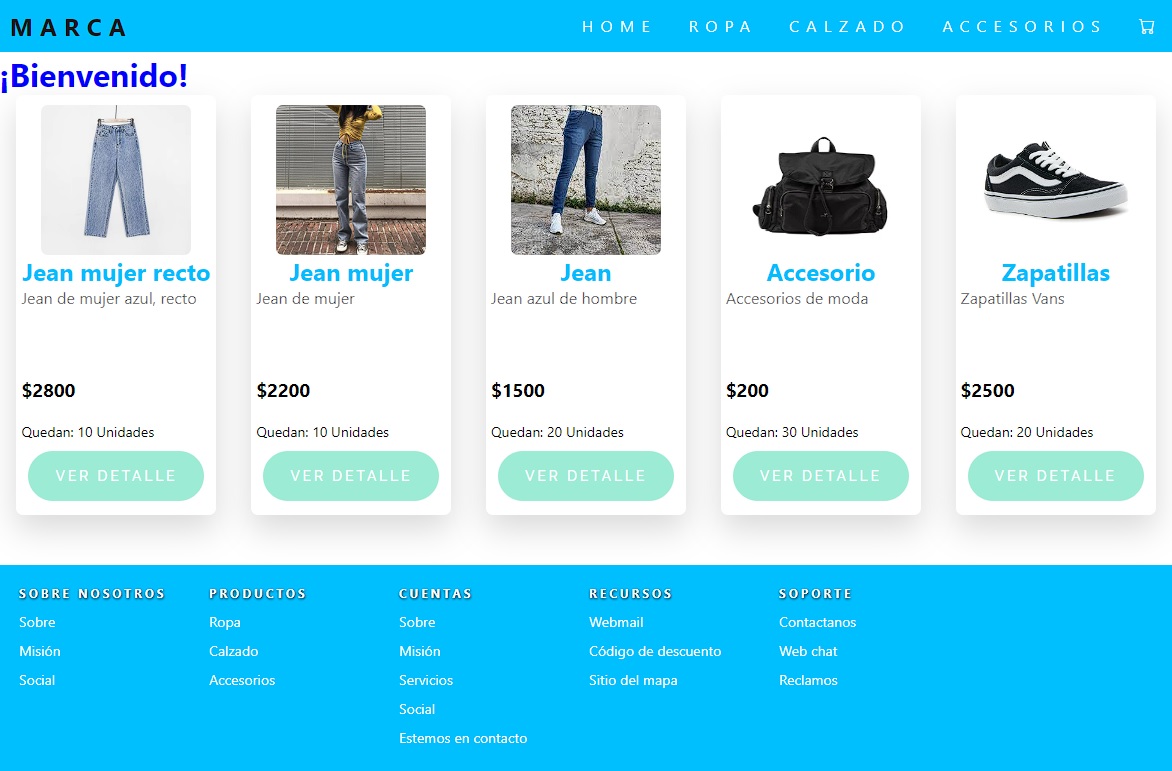 MARCA
HOME ROPA CALZADO ACCESORIOS
¡Bienvenido!
Jean mujer recto
Jean de mujer azul, recto
$2800
Quedan: 10 Unidades
VER DETALLE
Jean mujer
Jean de mujer
$2200
Quedan: 10 Unidades
VER DETALLE
Jean
Jean azul de hombre
$1500
Quedan: 20 Unidades
VER DETALLE
Accesorio
Accesorios de moda
$200
Quedan: 30 Unidades
VER DETALLE
Zapatillas
Zapatillas Vans
$2500
Quedan: 20 Unidades
VER DETALLE
SOBRE NOSOTROS
Sobre
Misión
Social
PRODUCTOS
Ropa
Calzado
Accesorios
CUENTAS
Sobre
Misión
Servicios
Social
Estemos en contacto
RECURSOS
Webmail
Código de descuento
Sitio del mapa
SOPORTE
Contactanos
Web chat
Reclamos